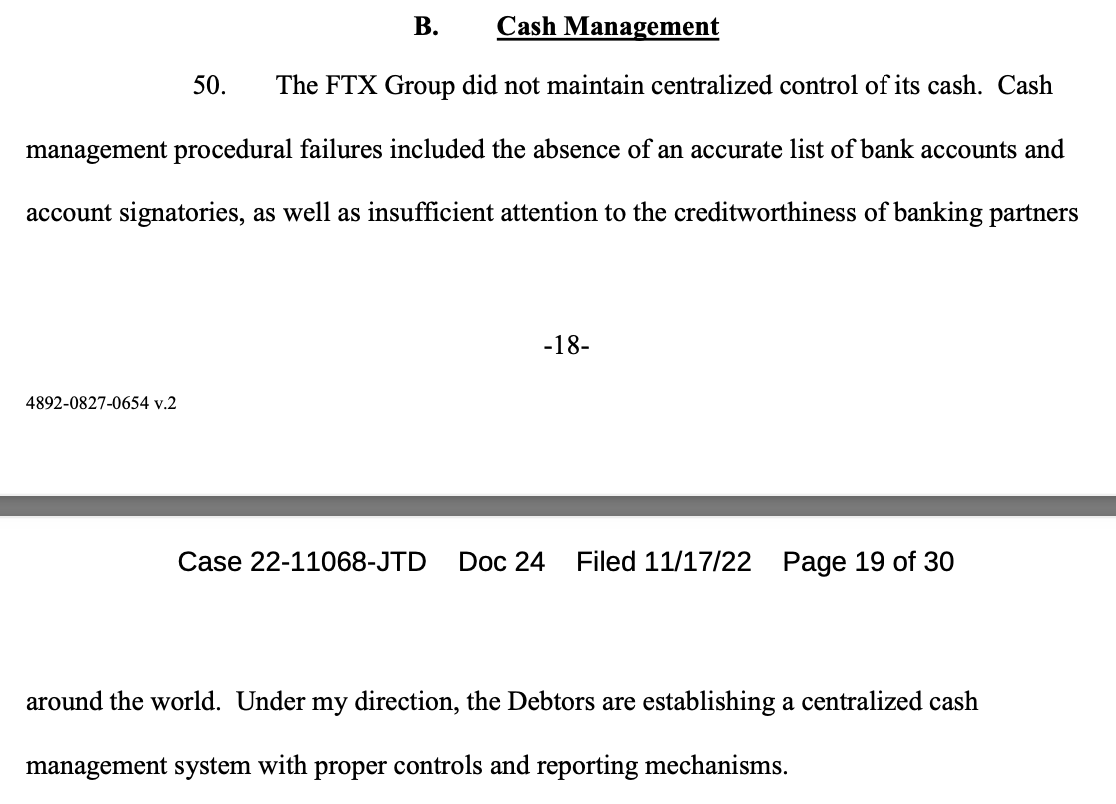 B. Cash Management
50. The FTX Group did not maintain centralized control of its cash. Cash
management procedural failures included the absence of an accurate list of bank accounts and
account signatories, as well as insufficient attention to the creditworthiness of banking partners
-18-
4892-0827-0654 v.2
Case 22-11068-JTD Doc 24 Filed 11/17/22 Page 19 of 30
around the world. Under my direction, the Debtors are establishing a centralized cash
management system with proper controls and reporting mechanisms.